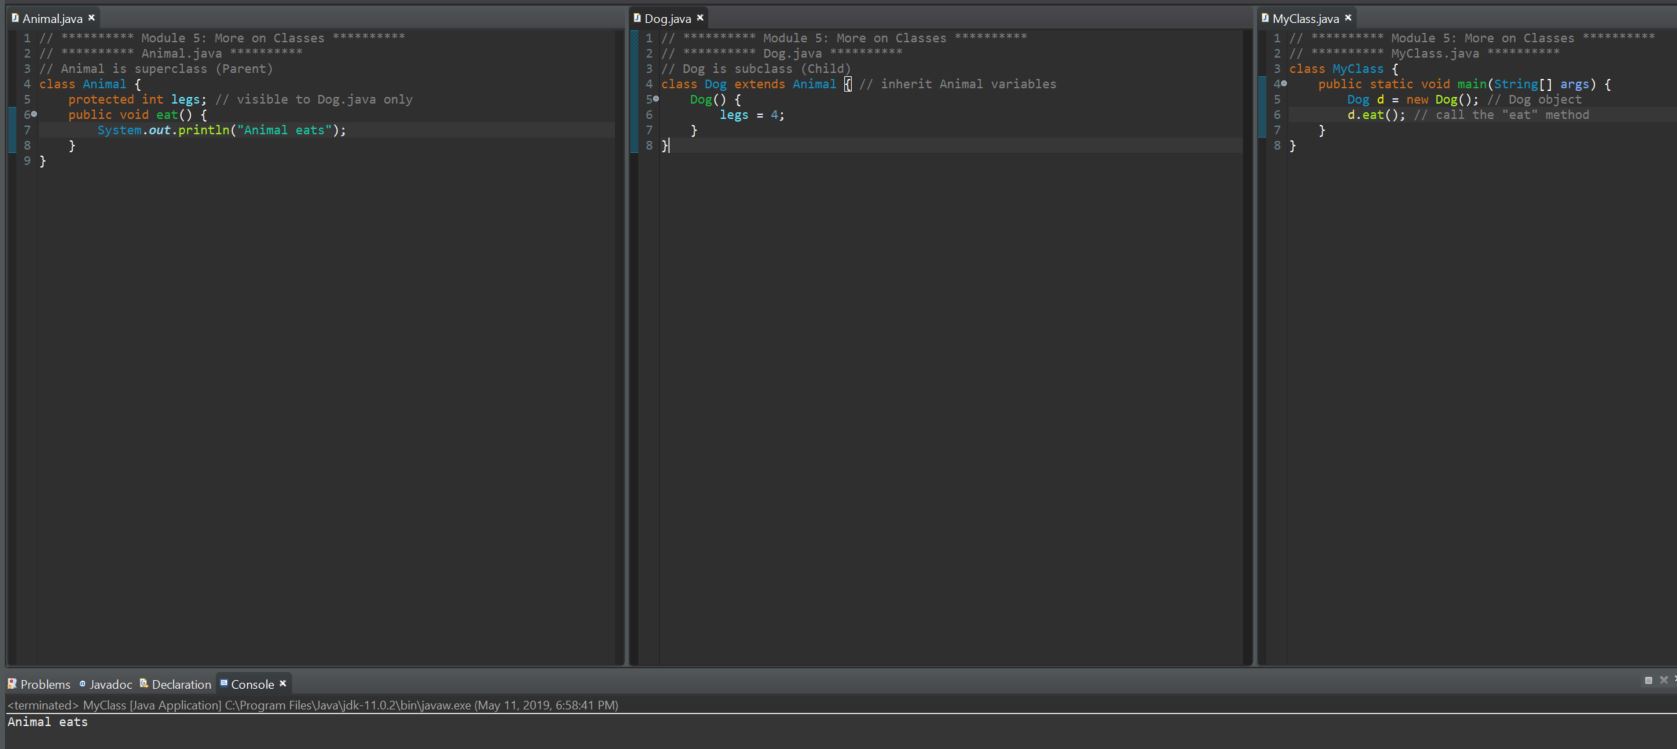 Animal.java
1 // ********** Module 5: More on Classes **********
2 // ********** Animal.java **********
3 // Animal is superclass (Parent)
4 class Animal {
5     protected int legs; // visible to Dog.java only
6     public void eat() {
7         System.out.println("Animal eats");
8     }
9 }
Dog.java
1 // ********** Module 5: More on Classes **********
2 // ********** Dog.java **********
3 // Dog is subclass (Child)
4 class Dog extends Animal { // inherit Animal variables
5     Dog() {
6         legs = 4;
7     }
8 }
MyClass.java
1 // ********** Module 5: More on Classes **********
2 // ********** MyClass.java **********
3 class MyClass {
4     public static void main(String[] args) {
5         Dog d = new Dog(); // Dog object
6         d.eat(); // call the "eat" method
7     }
8 }
Problems Javadoc Declaration Console
<terminated> MyClass [Java Application] C:\Program Files\Java\jdk-11.0.2\bin\javaw.exe (May 11, 2019, 6:58:41 PM)
Animal eats